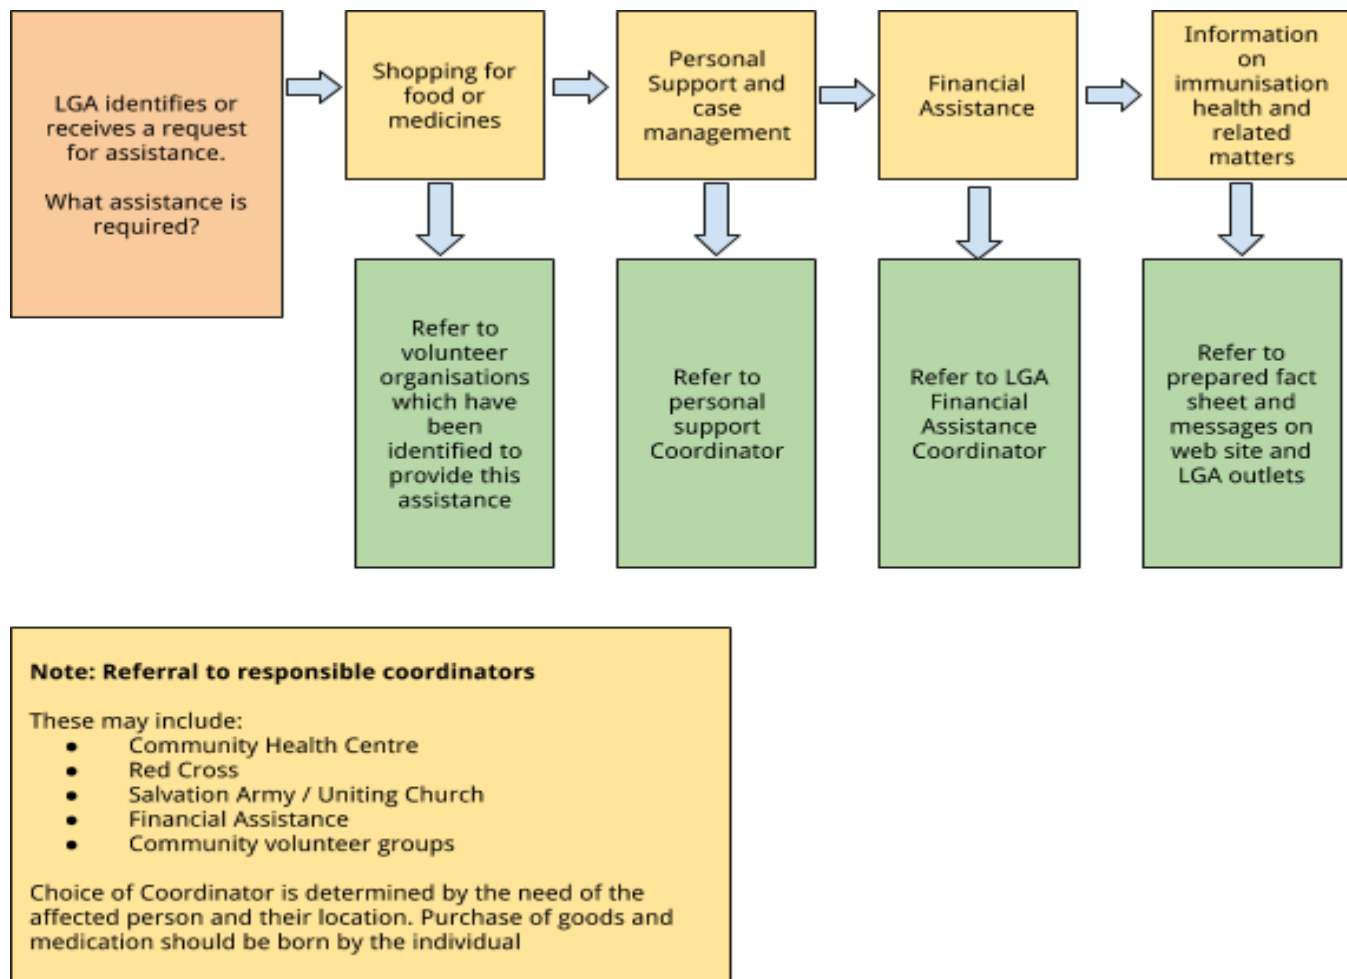 LGA identifies or
receives a request
for assistance.
What assistance is
required?
Shopping for
food or
medicines
Personal
Support and
case
management
Financial
Assistance
Information
on
immunisation
health and
related
matters
Refer to
volunteer
organisations
which have
been
identified to
provide this
assistance
Refer to
personal
support
Coordinator
Refer to LGA
Financial
Assistance
Coordinator
Refer to
prepared fact
sheet and
messages on
web site and
LGA outlets
Note: Referral to responsible coordinators
These may include:
● Community Health Centre
● Red Cross
● Salvation Army / Uniting Church
● Financial Assistance
● Community volunteer groups
Choice of Coordinator is determined by the need of the
affected person and their location. Purchase of goods and
medication should be born by the individual